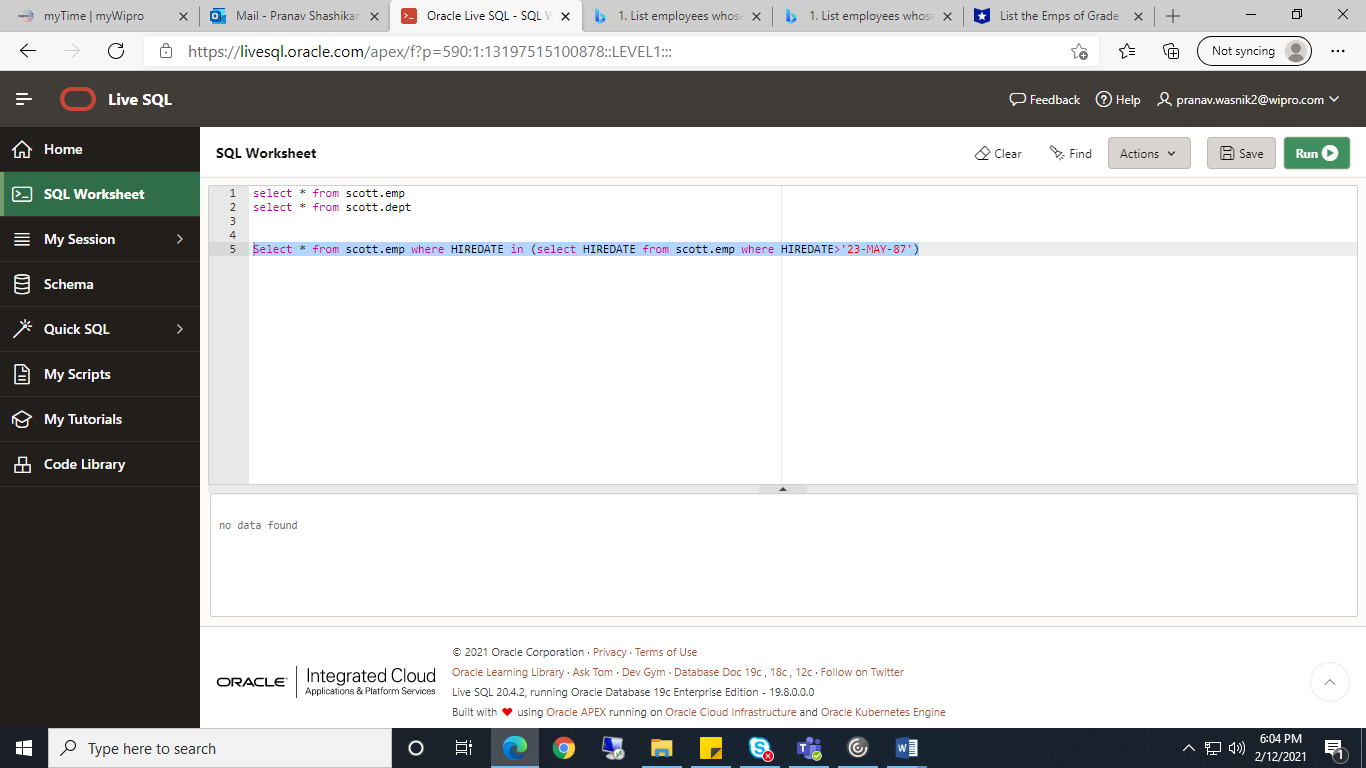 myTime | myWipro
Mail - Pranav Shashikan
Oracle Live SQL - SQL W
1. List employees whose
1. List employees whose
List the Emps of Grade
https://livesql.oracle.com/apex/f?p=590:1:13197515100878::LEVEL1:::
Not syncing
Live SQL
Feedback
Help
pranav.wasnik2@wipro.com
Home
SQL Worksheet
My Session
Schema
Quick SQL
My Scripts
My Tutorials
Code Library
SQL Worksheet
Clear
Find
Actions
Save
Run
1 select * from scott.emp
2 select * from scott.dept
3
4
5 Select * from scott.emp where HIREDATE in (select HIREDATE from scott.emp where HIREDATE>'23-MAY-87')
no data found
ORACLE
Integrated Cloud
Applications & Platform Services
© 2021 Oracle Corporation · Privacy · Terms of Use
Oracle Learning Library · Ask Tom · Dev Gym · Database Doc 19c , 18c , 12c · Follow on Twitter
Live SQL 20.4.2, running Oracle Database 19c Enterprise Edition - 19.8.0.0.0
Built with ❤ using Oracle APEX running on Oracle Cloud Infrastructure and Oracle Kubernetes Engine
Type here to search
6:04 PM
2/12/2021
1